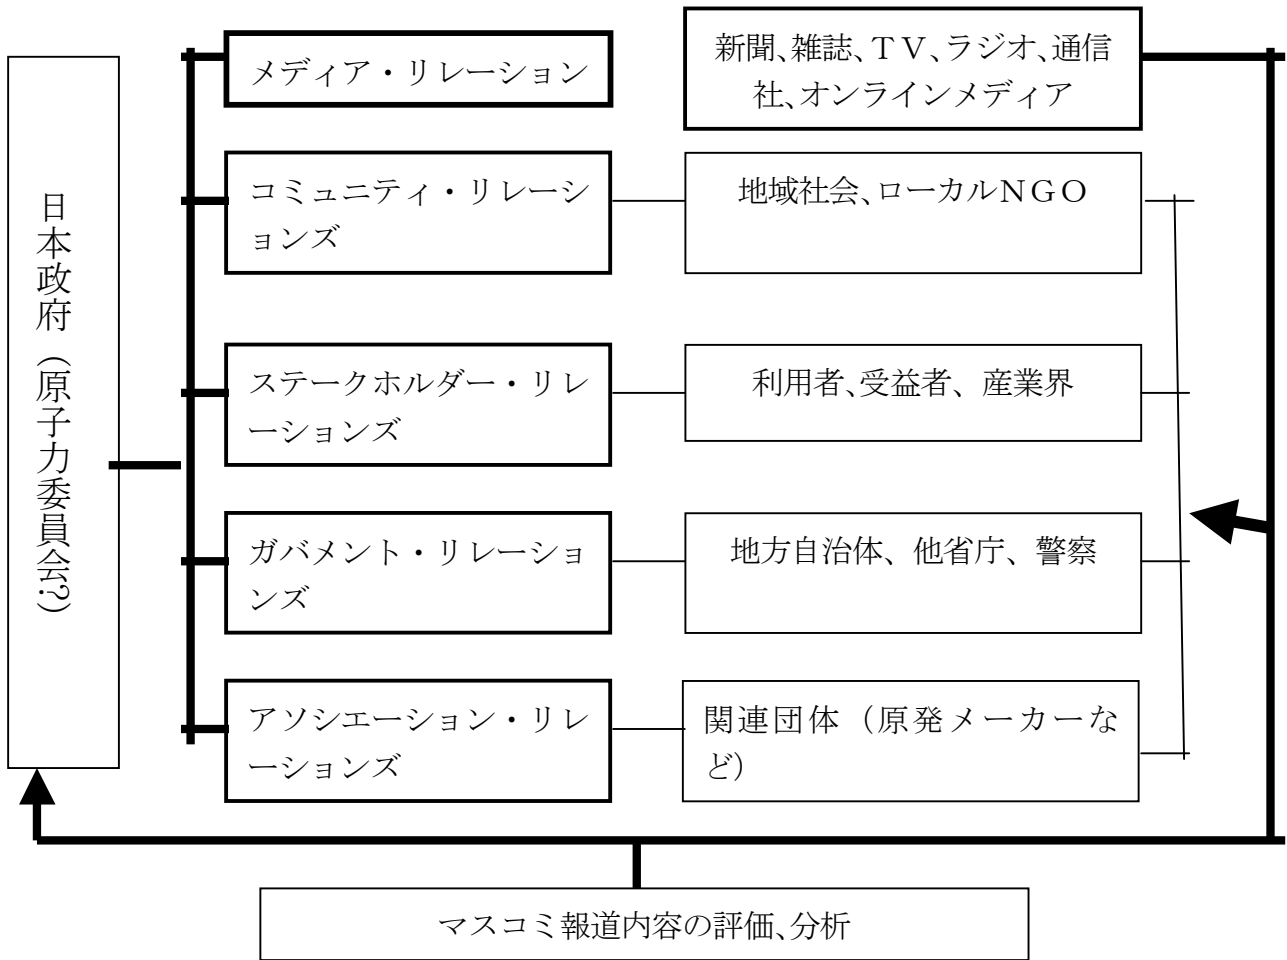 日本政府（原子力委員会?）
メディア・リレーション
新聞、雑誌、ＴＶ、ラジオ、通信
社、オンラインメディア
コミュニティ・リレーシ
ョンズ
地域社会、ローカルＮＧＯ
ステークホルダー・リレ
ーションズ
利用者、受益者、産業界
ガバメント・リレーショ
ンズ
地方自治体、他省庁、警察
アソシエーション・リレ
ーションズ
関連団体（原発メーカーな
ど）
マスコミ報道内容の評価、分析